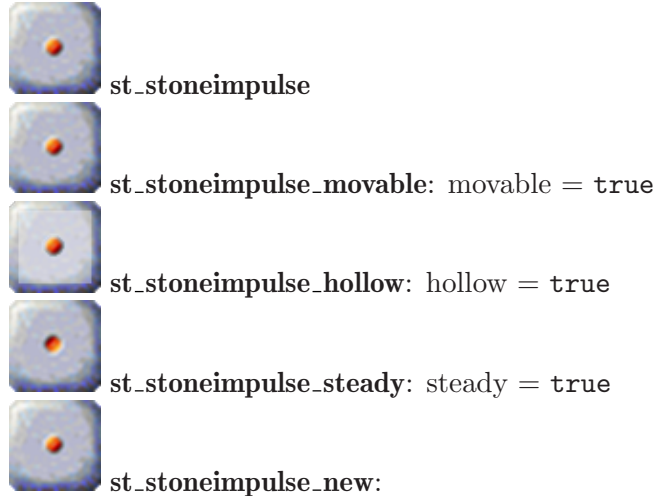 st_stoneimpulse
st_stoneimpulse_movable: movable = true
st_stoneimpulse_hollow: hollow = true
st_stoneimpulse_steady: steady = true
st_stoneimpulse_new: